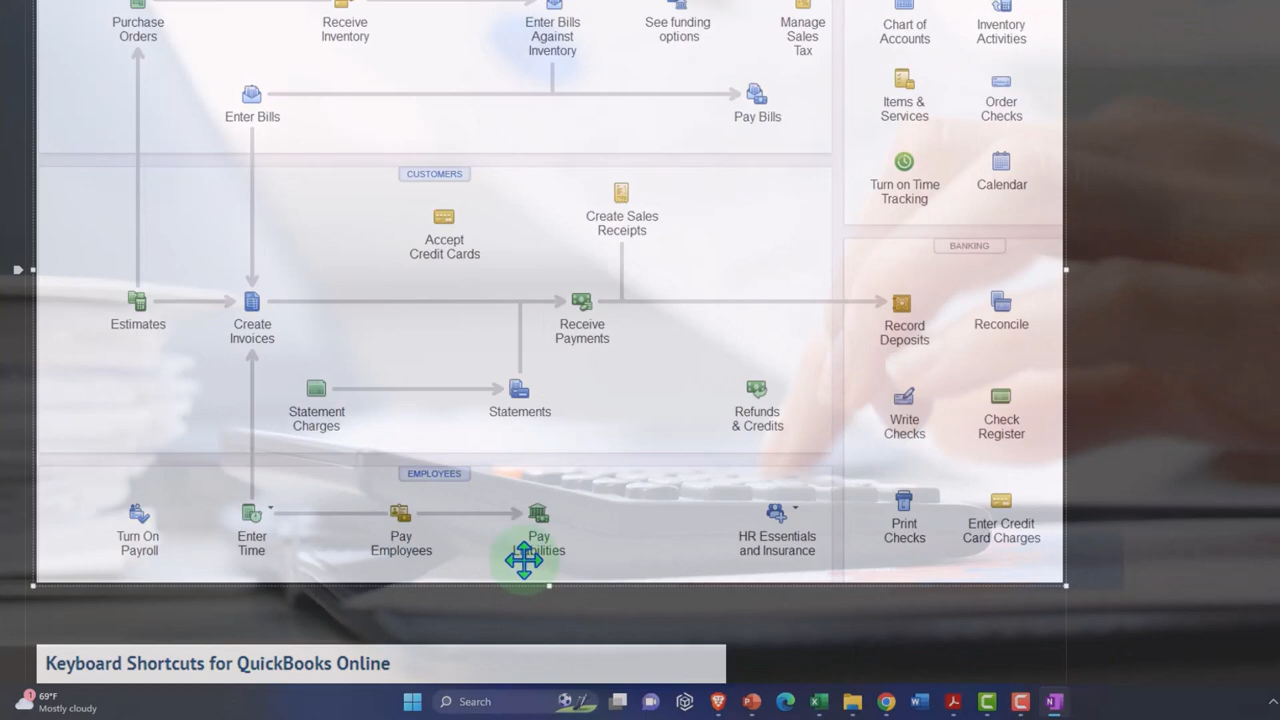 Purchase
Orders
Receive
Inventory
Enter Bills
Against
Inventory
See funding
options
Manage
Sales
Tax
Chart of
Accounts
Inventory
Activities
Enter Bills
Pay Bills
Items &
Services
Order
Checks
Turn on Time
Tracking
Calendar
CUSTOMERS
Accept
Credit Cards
Create Sales
Receipts
BANKING
Estimates
Create
Invoices
Receive
Payments
Record
Deposits
Reconcile
Statement
Charges
Statements
Refunds
& Credits
Write
Checks
Check
Register
EMPLOYEES
Turn On
Payroll
Enter
Time
Pay
Employees
Pay
Liabilities
HR Essentials
and Insurance
Print
Checks
Enter Credit
Card Charges
Keyboard Shortcuts for QuickBooks Online
1
69°F
Mostly cloudy
Search